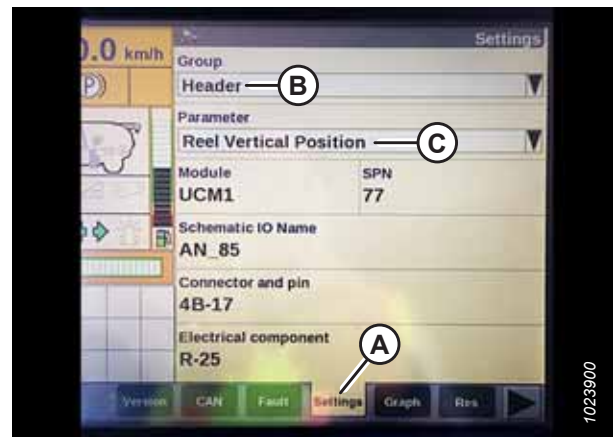 0.0 km/h
Settings
(P))
Group
Header
B
Parameter
Reel Vertical Position
C
Module SPN
UCM1 77
Schematic IO Name
AN_85
Connector and pin
4B-17
Electrical component
R-25
A
Version CAN Fault Settings Graph Res
1023900